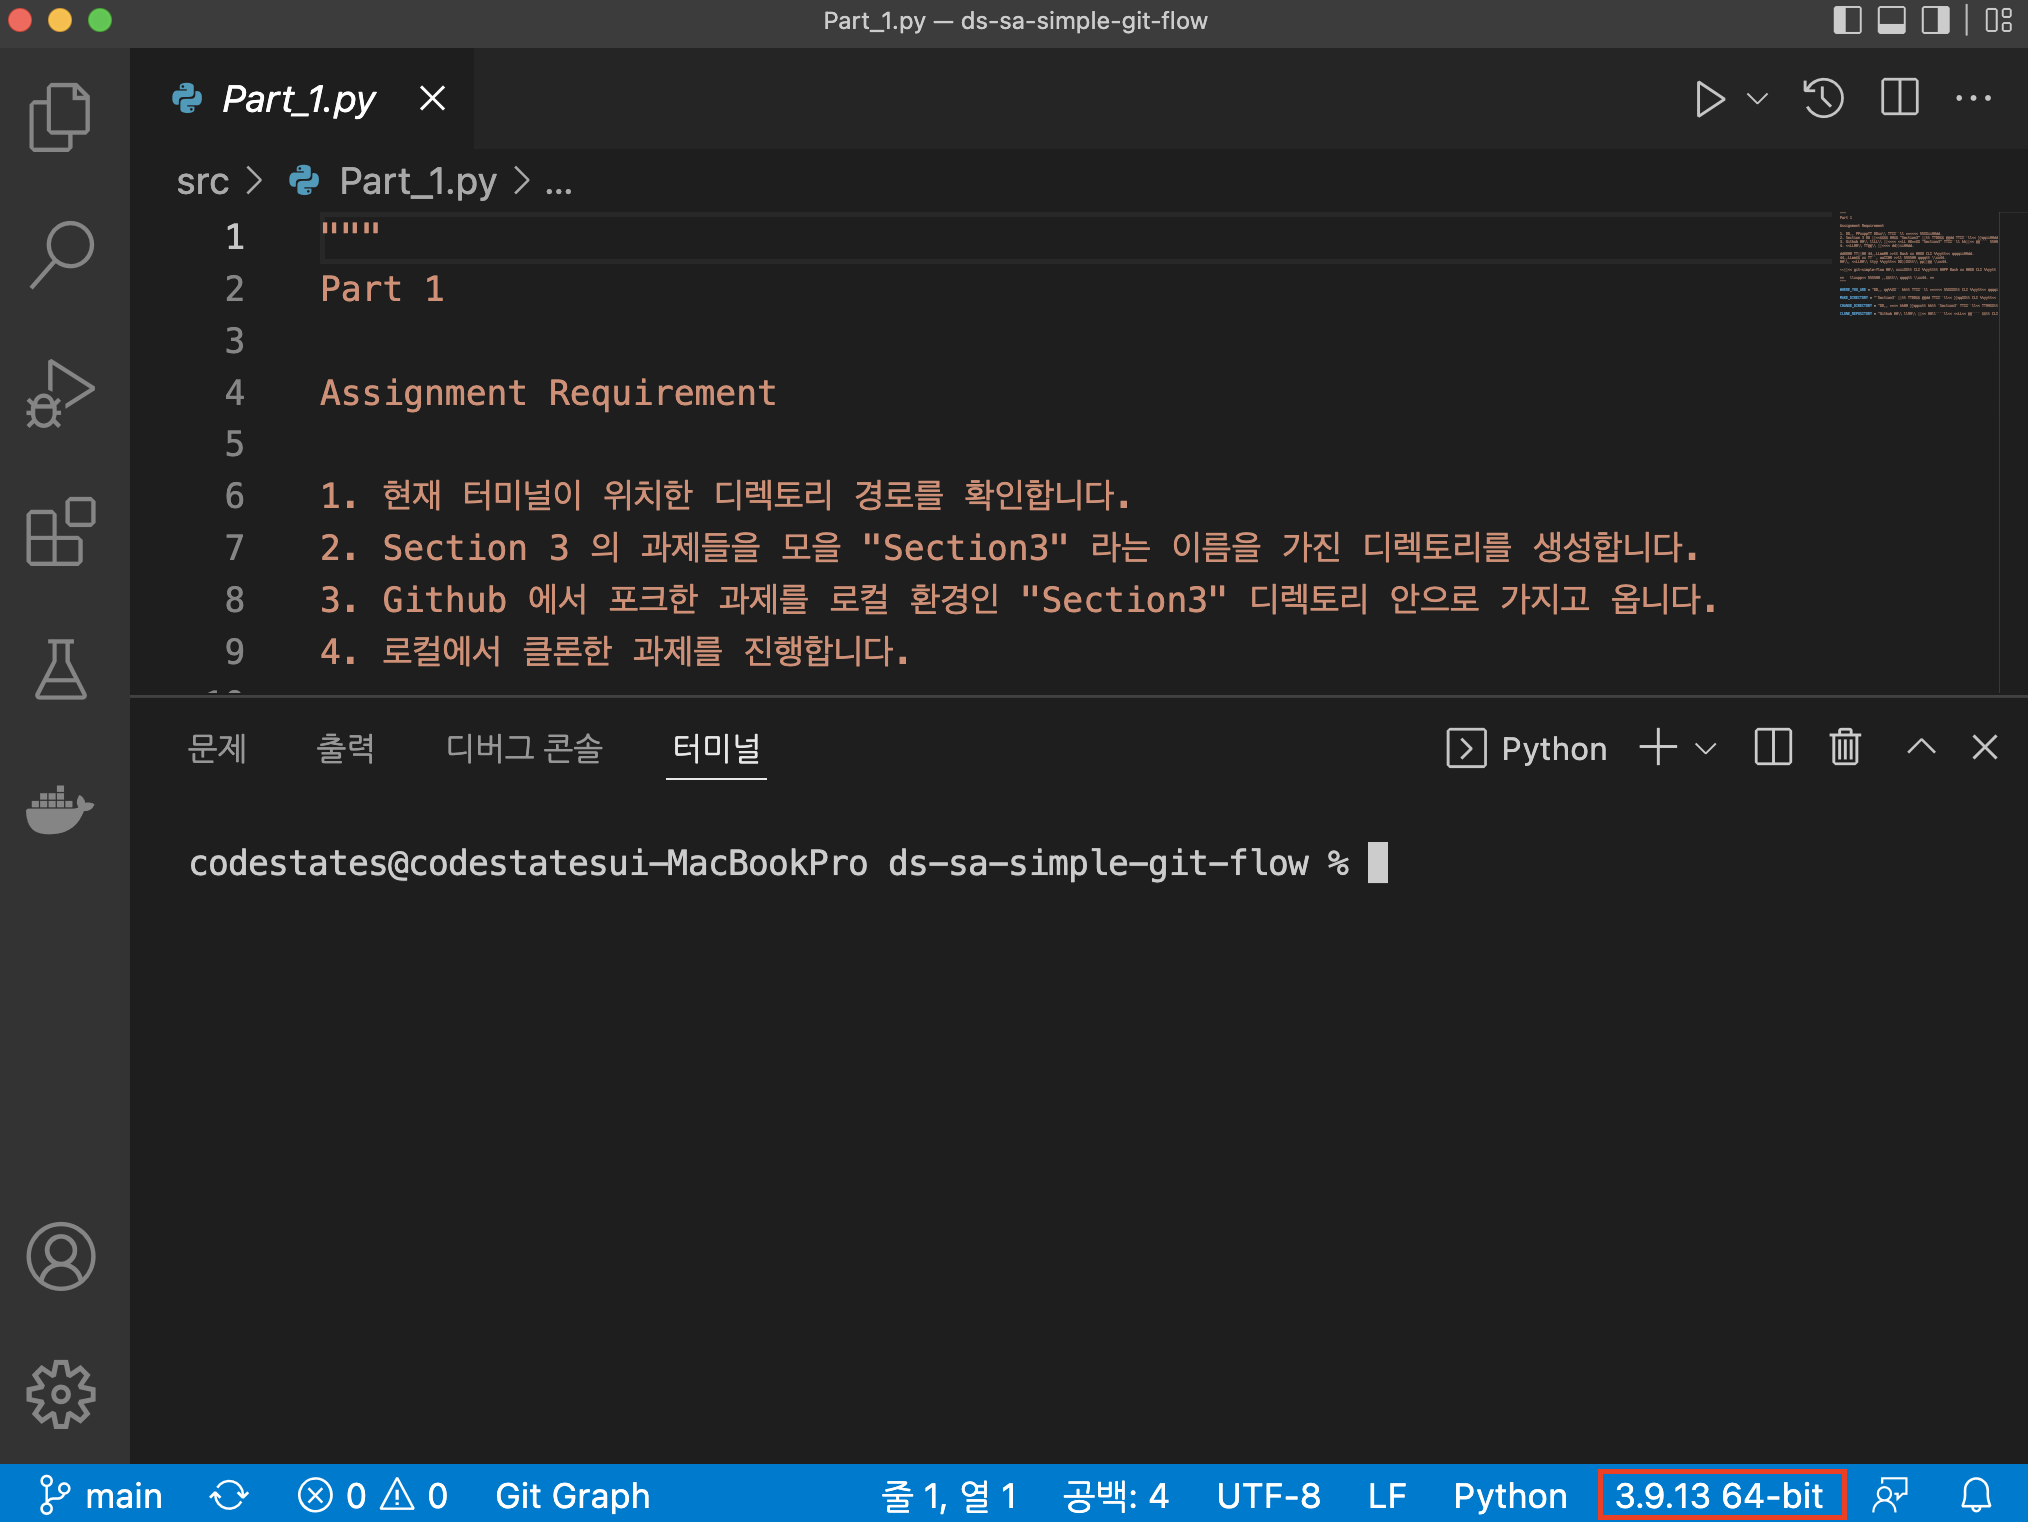 Part_1.py — ds-sa-simple-git-flow
Part_1.py
src > Part_1.py > ...
1 """
2 Part 1
3
4 Assignment Requirement
5
6 1. 현재 터미널이 위치한 디렉토리 경로를 확인합니다.
7 2. Section 3 의 과제들을 모을 "Section3" 라는 이름을 가진 디렉토리를 생성합니다.
8 3. Github 에서 포크한 과제를 로컬 환경인 "Section3" 디렉토리 안으로 가지고 옵니다.
9 4. 로컬에서 클론한 과제를 진행합니다.
문제 출력 디버그 콘솔 터미널 Python
codestates@codestatesui-MacBookPro ds-sa-simple-git-flow %
main 0 0 Git Graph 줄 1, 열 1 공백: 4 UTF-8 LF Python 3.9.13 64-bit